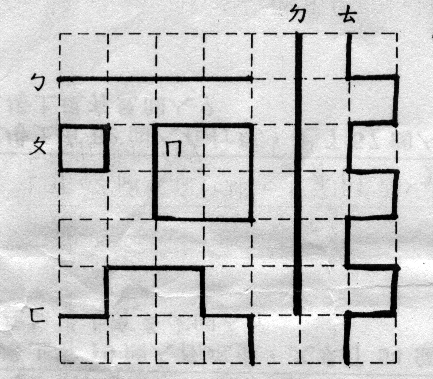 ㄉ ㄊ
ㄅ
ㄆ ㄇ
ㄈ